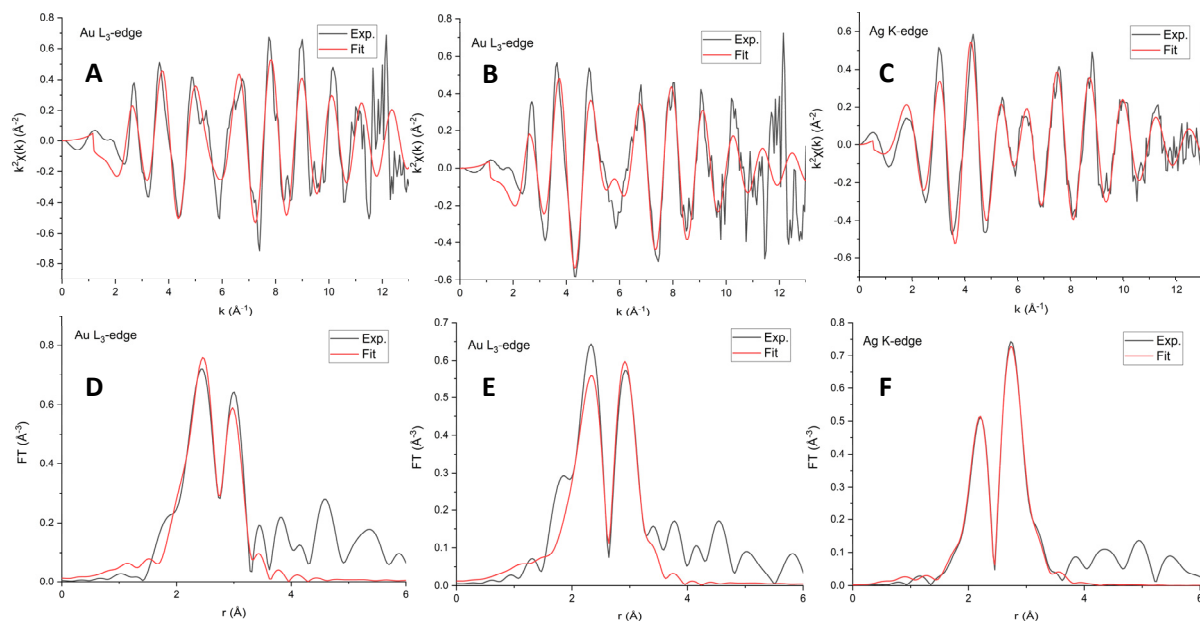 Au L₃-edge
A
Exp.
Fit
k²χ(k) (Å⁻²)
0.8
0.6
0.4
0.2
0.0
-0.2
-0.4
-0.6
-0.8
0 2 4 6 8 10 12
k (Å⁻¹)
Au L₃-edge
B
Exp.
Fit
k²χ(k) (Å⁻²)
0.8
0.6
0.4
0.2
0.0
-0.2
-0.4
-0.6
0 2 4 6 8 10 12
k (Å⁻¹)
Ag K-edge
C
Exp.
Fit
k²χ(k) (Å⁻²)
0.6
0.4
0.2
0.0
-0.2
-0.4
-0.6
0 2 4 6 8 10 12
k (Å⁻¹)
Au L₃-edge
D
Exp.
Fit
FT (Å⁻³)
0.8
0.6
0.4
0.2
0.0
0 2 4 6
r (Å)
Au L₃-edge
E
Exp.
Fit
FT (Å⁻³)
0.7
0.6
0.5
0.4
0.3
0.2
0.1
0.0
0 2 4 6
r (Å)
Ag K-edge
F
Exp.
Fit
FT (Å⁻³)
0.8
0.6
0.4
0.2
0.0
0 2 4 6
r (Å)